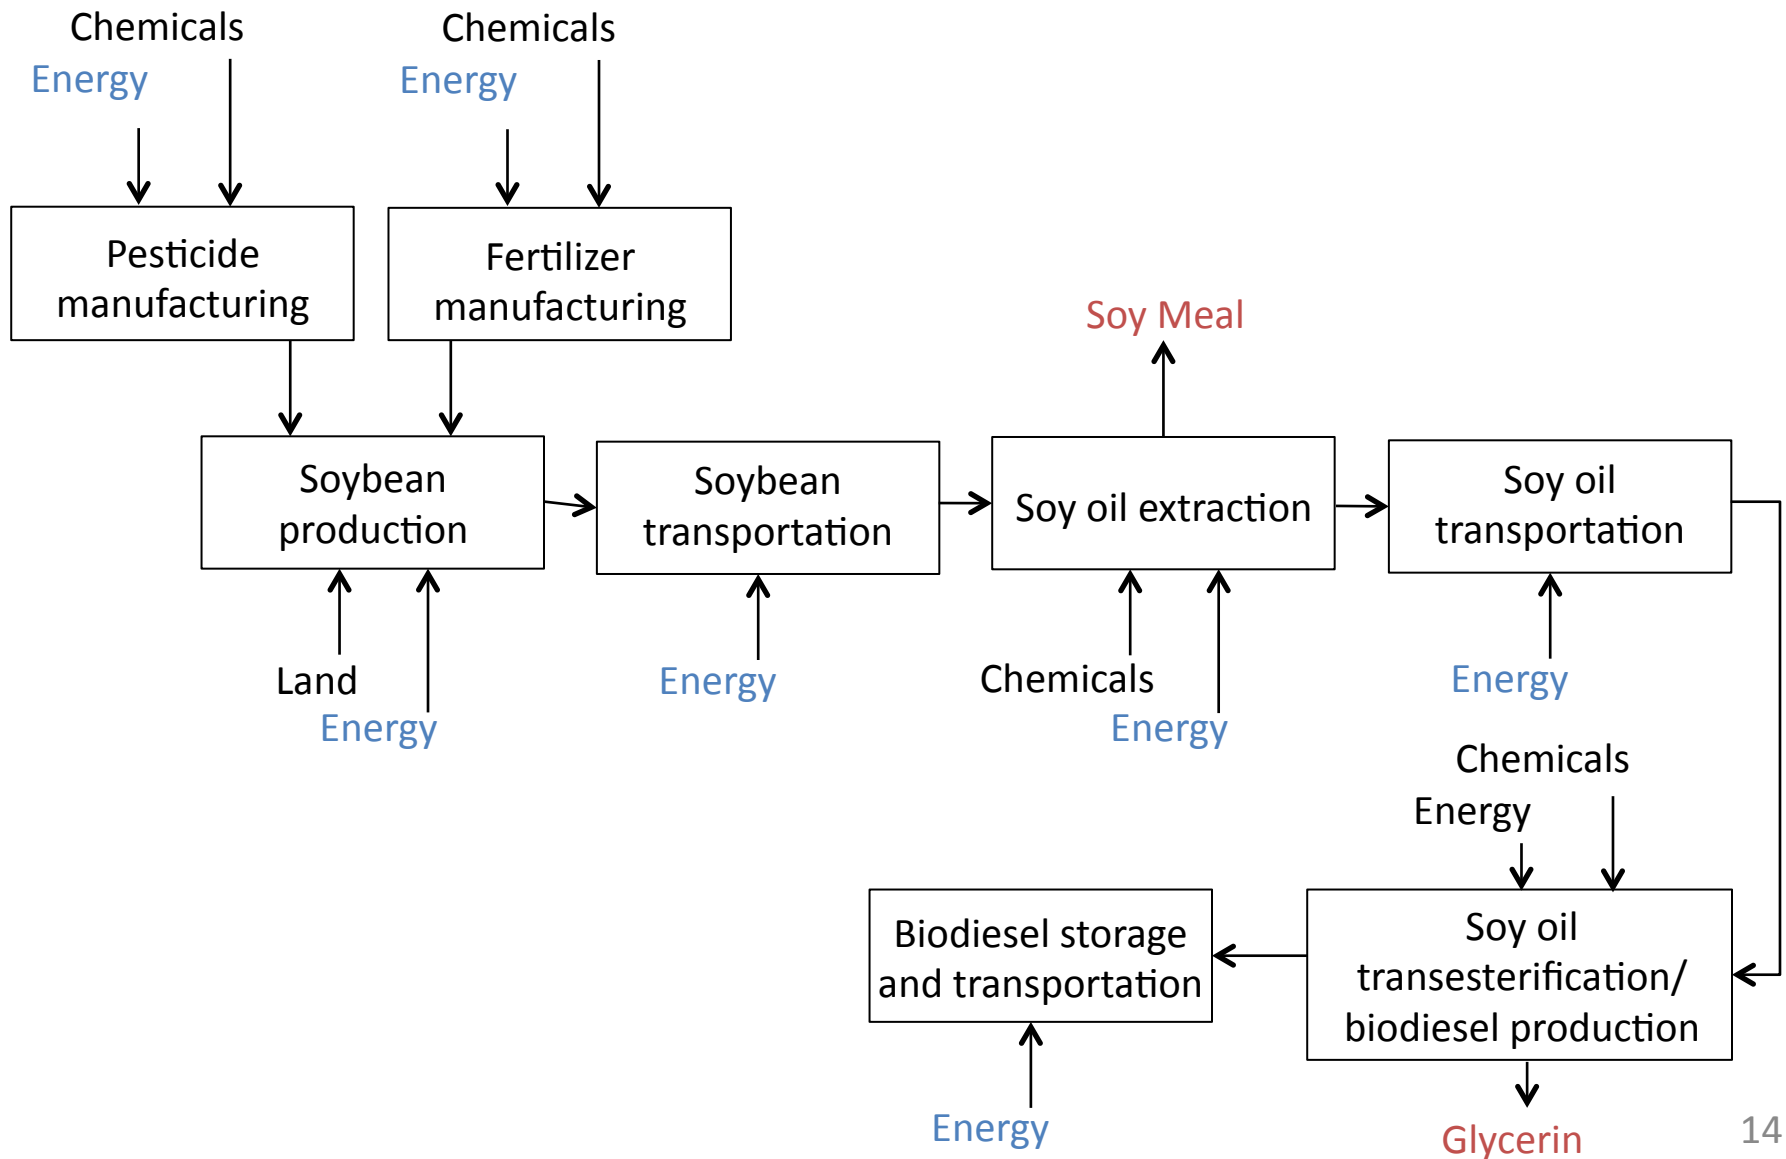 Chemicals
Energy
Chemicals
Energy
Pesticide
manufacturing
Fertilizer
manufacturing
Soy Meal
Soybean
production
Soybean
transportation
Soy oil extraction
Soy oil
transportation
Land
Energy
Energy
Chemicals
Energy
Energy
Chemicals
Energy
Biodiesel storage
and transportation
Soy oil
transesterification/
biodiesel production
Energy
Glycerin
14